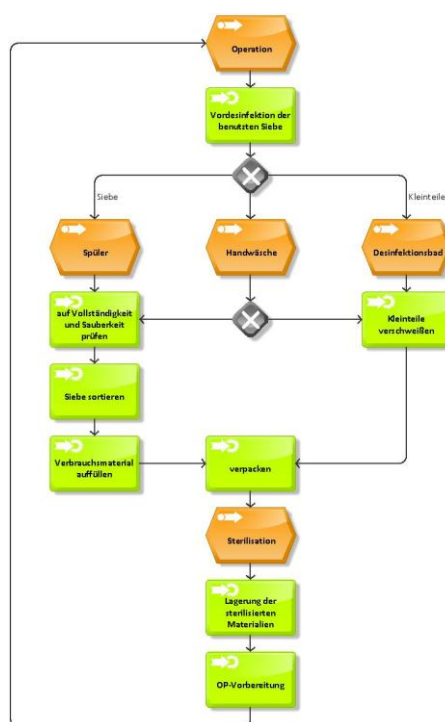 Operation
Vordesinfektion der
benutzten Siebe
Siebe
Kleinteile
Spüler
Handwäsche
Desinfektionsbad
auf Vollständigkeit
und Sauberkeit
prüfen
Kleinteile
verschweißen
Siebe sortieren
Verbrauchsmaterial
auffüllen
verpacken
Sterilisation
Lagerung der
sterilisierten
Materialien
OP-Vorbereitung